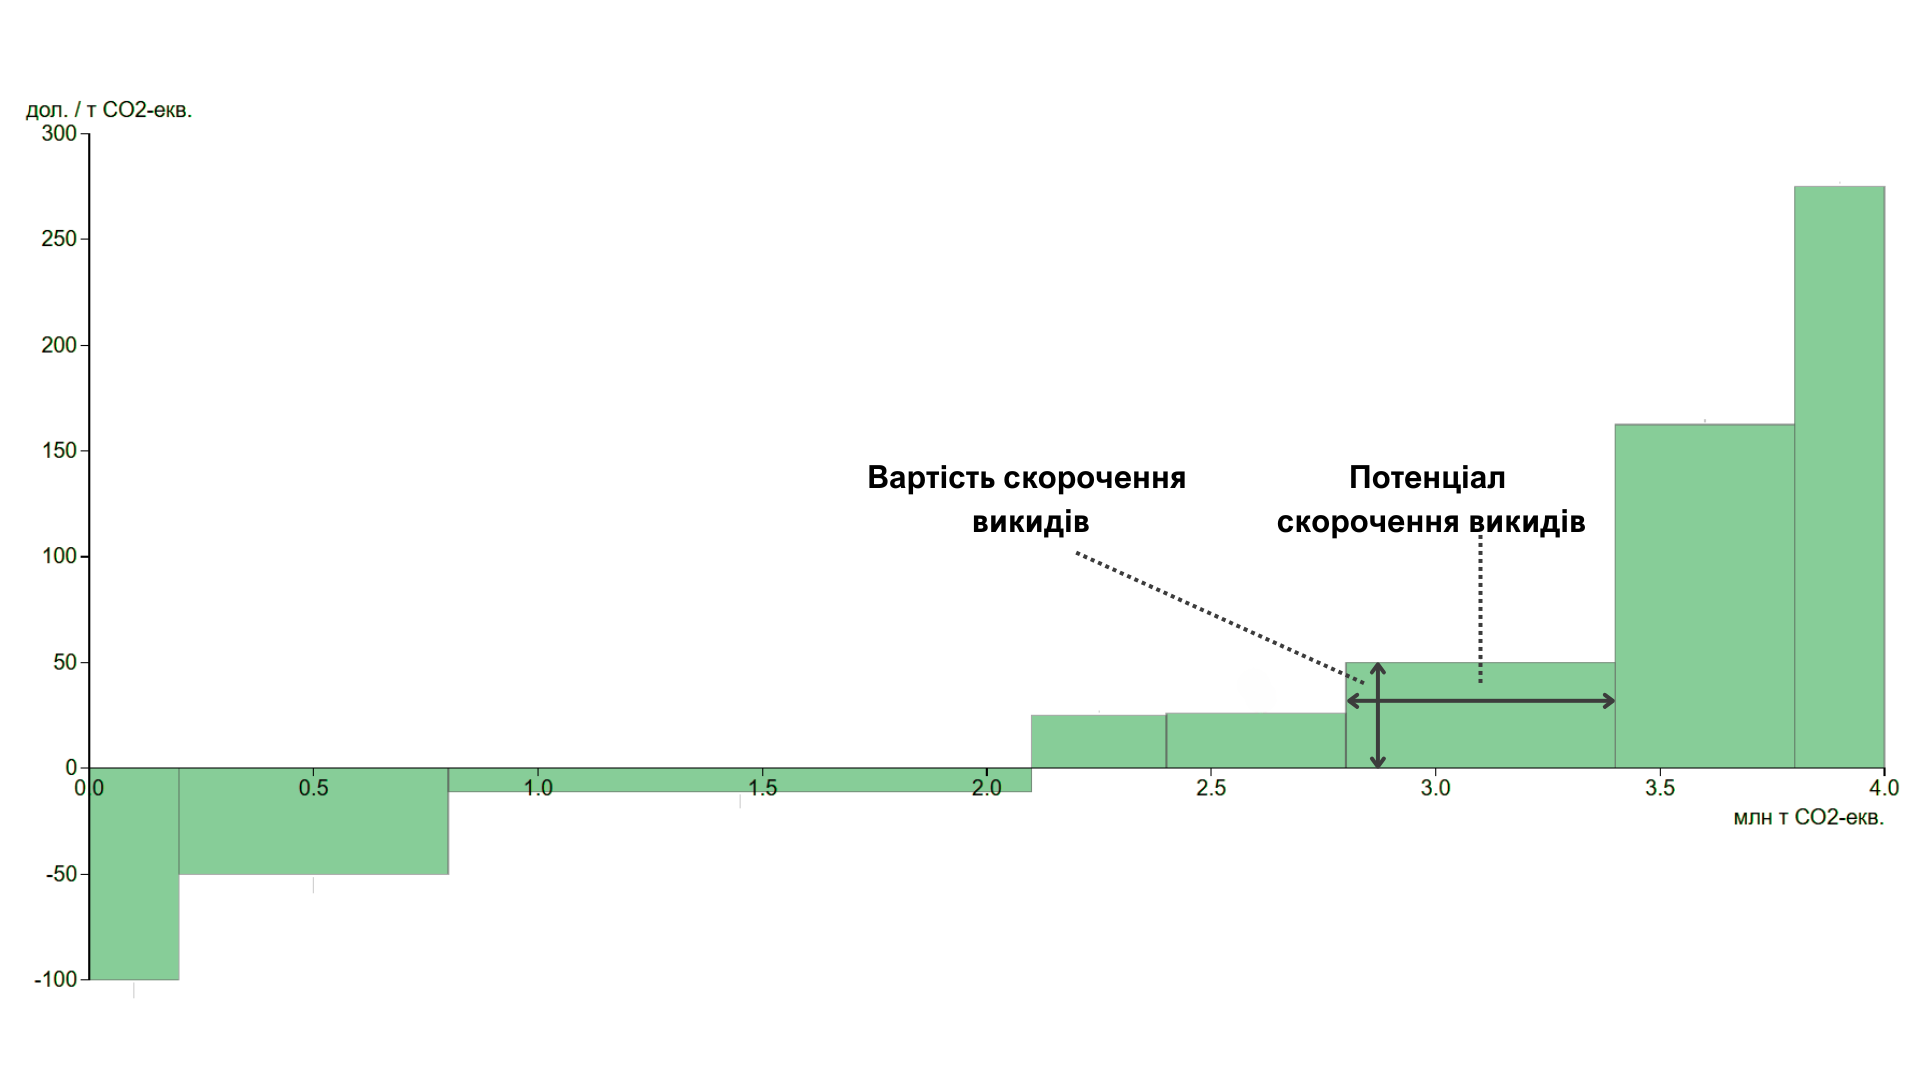 дол. / т CO2-екв.
300
250
200
150
100
50
0
-50
-100
Вартість скорочення
викидів
Потенціал
скорочення викидів
0.0 0.5 1.0 1.5 2.0 2.5 3.0 3.5 4.0
млн т CO2-екв.